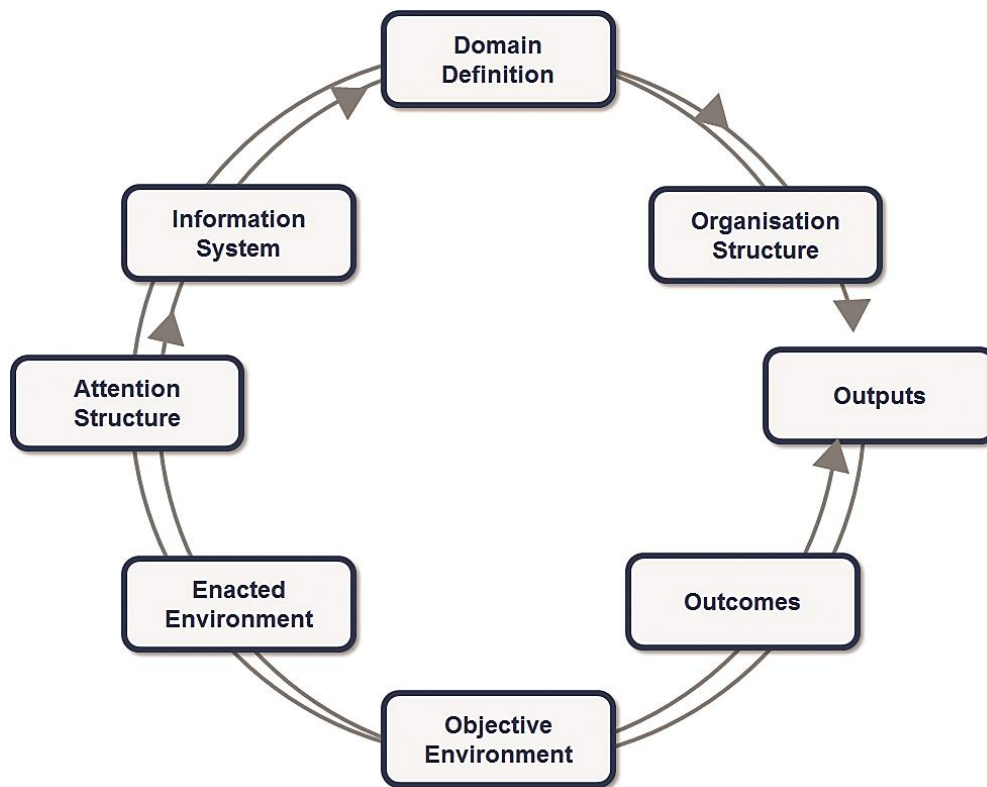 Domain
Definition
Information
System
Organisation
Structure
Attention
Structure
Outputs
Enacted
Environment
Outcomes
Objective
Environment